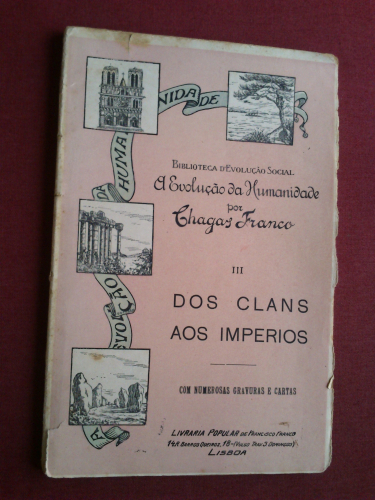 A EVOLUÇÃO DA HUMANIDADE
BIBLIOTECA D'EVOLUÇÃO SOCIAL
A Evolução da Humanidade
por
Chagas Franco
III
DOS CLANS
AOS IMPERIOS
COM NUMEROSAS GRAVURAS E CARTAS
LIVRARIA POPULAR DE FRANCISCO FRANCO
LISBOA